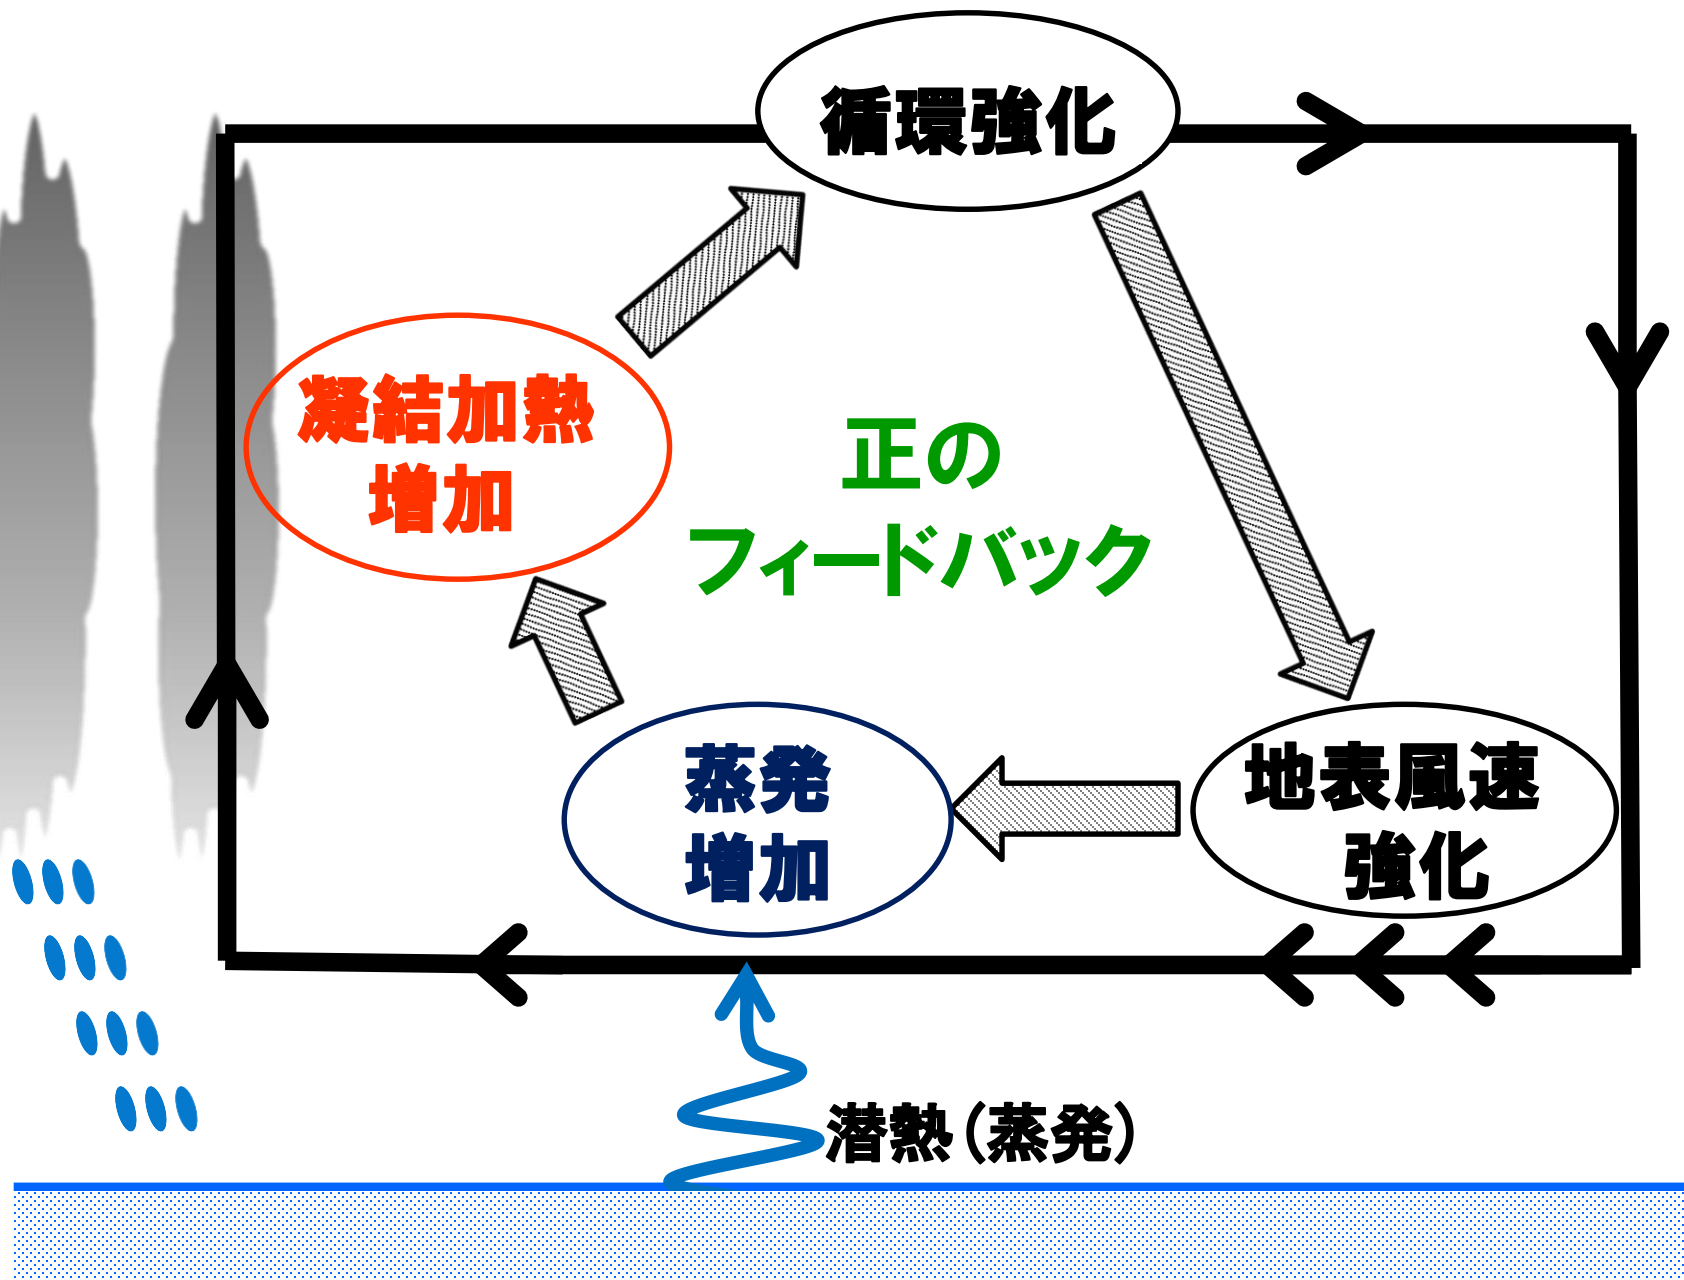 循環強化
凝結加熱
増加
正の
フィードバック
蒸発
増加
地表風速
強化
潜熱（蒸発）